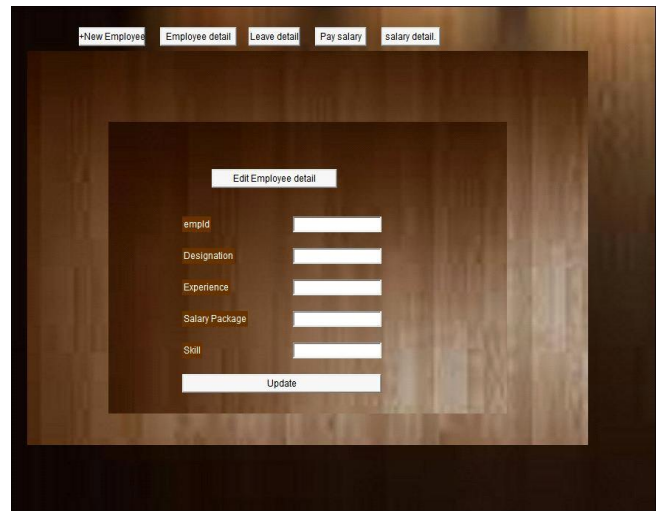 +New Employee Employee detail Leave detail Pay salary salary detail.
Edit Employee detail
empId
Designation
Experience
Salary Package
Skill
Update